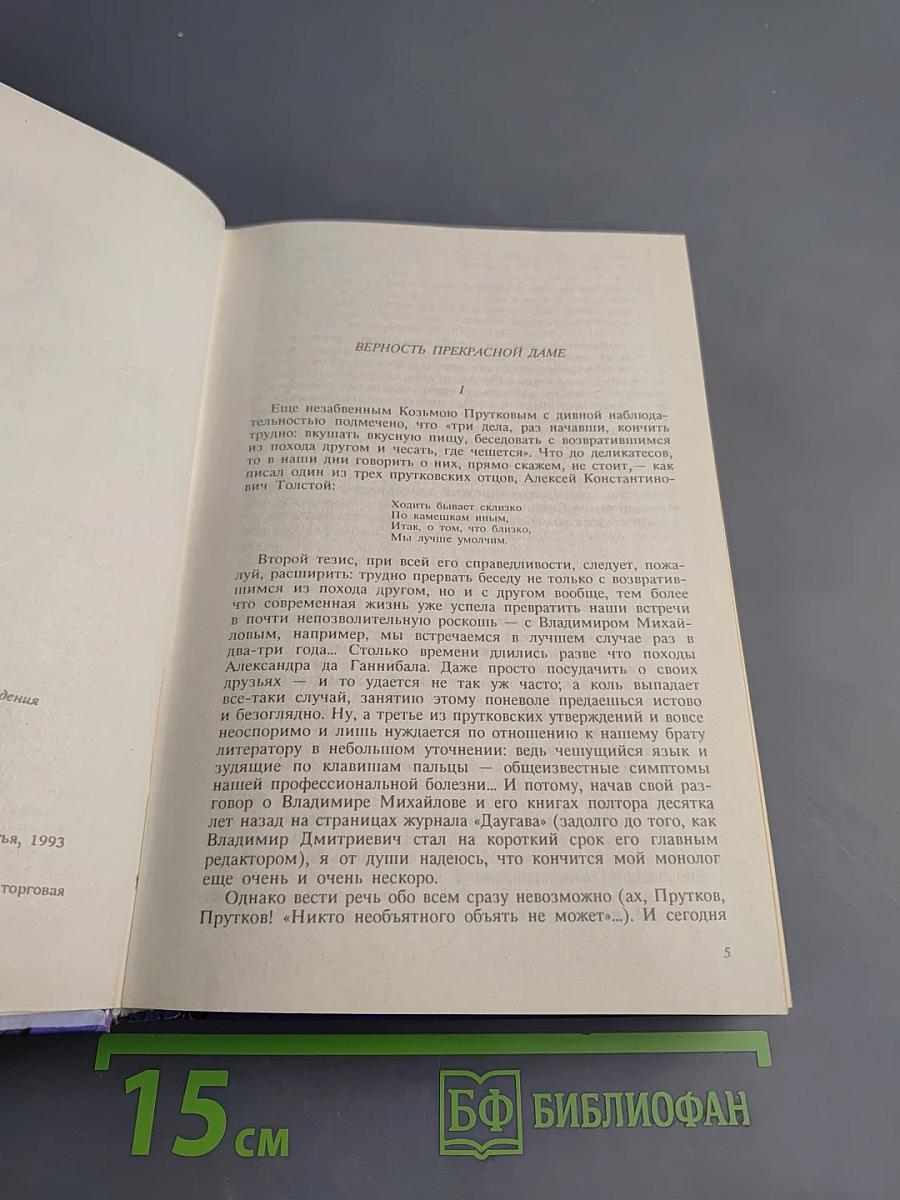 дения
тья, 1993
торговая
ВЕРНОСТЬ ПРЕКРАСНОЙ ДАМЕ
I
Еще незабвенным Козьмою Прутковым с дивной наблюда-
тельностью подмечено, что «три дела, раз начавши, кончить
трудно: вкушать вкусную пищу, беседовать с возвратившимся
из похода другом и чесать, где чешется». Что до деликатесов,
то в наши дни говорить о них, прямо скажем, не стоит,— как
писал один из трех прутковских отцов, Алексей Константино-
вич Толстой:
Ходить бывает склизко
По камешкам иным,
Итак, о том, что близко,
Мы лучше умолчим.
Второй тезис, при всей его справедливости, следует, пожа-
луй, расширить: трудно прервать беседу не только с возвратив-
шимся из похода другом, но и с другом вообще, тем более
что современная жизнь уже успела превратить наши встречи
в почти непозволительную роскошь — с Владимиром Михай-
ловым, например, мы встречаемся в лучшем случае раз в
два-три года... Столько времени длились разве что походы
Александра да Ганнибала. Даже просто посудачить о своих
друзьях — и то удается не так уж часто; а коль выпадает
все-таки случай, занятию этому поневоле предаешься истово
и безоглядно. Ну, а третье из прутковских утверждений и вовсе
неоспоримо и лишь нуждается по отношению к нашему брату
литератору в небольшом уточнении: ведь чешущийся язык и
зудящие по клавишам пальцы — общеизвестные симптомы
нашей профессиональной болезни... И потому, начав свой раз-
говор о Владимире Михайлове и его книгах полтора десятка
лет назад на страницах журнала «Даугава» (задолго до того, как
Владимир Дмитриевич стал на короткий срок его главным
редактором), я от души надеюсь, что кончится мой монолог
еще очень и очень нескоро.
Однако вести речь обо всем сразу невозможно (ах, Прутков,
Прутков! «Никто необъятного объять не может»...). И сегодня
5
15 см
БФ БИБЛИОФАН